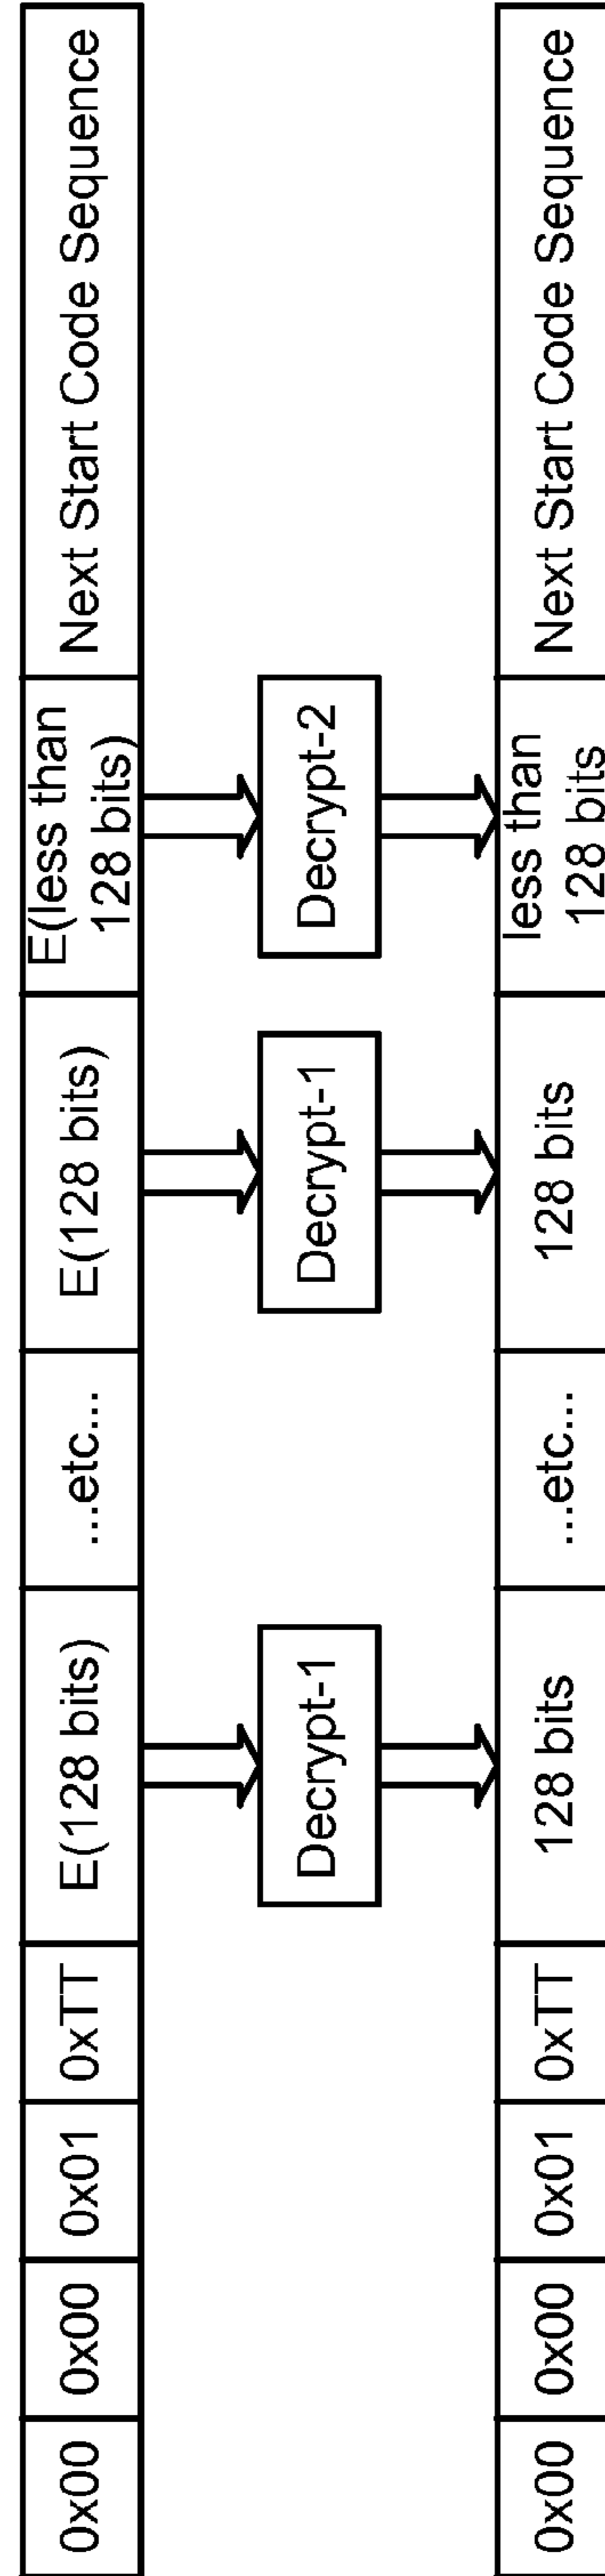 0x00
0x00
0x01
0xTT
E(128 bits)
...etc...
E(128 bits)
E(less than
128 bits)
Next Start Code Sequence
Decrypt-1
Decrypt-1
Decrypt-2
0x00
0x00
0x01
0xTT
128 bits
...etc...
128 bits
less than
128 bits
Next Start Code Sequence